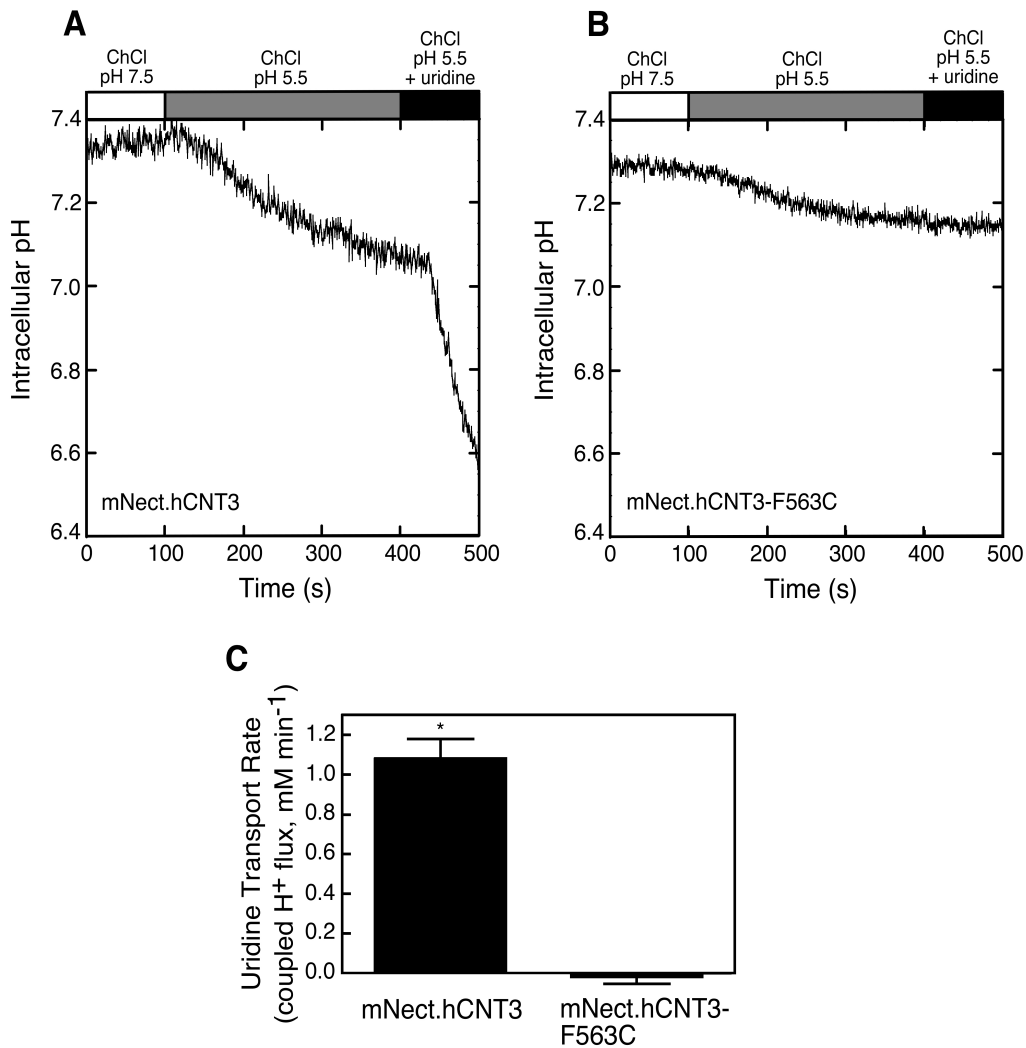 A
ChCl
pH 7.5
ChCl
pH 5.5
ChCl
pH 5.5
+ uridine
7.4
7.2
7.0
6.8
6.6
6.4
Intracellular pH
mNect.hCNT3
0 100 200 300 400 500
Time (s)
B
ChCl
pH 7.5
ChCl
pH 5.5
ChCl
pH 5.5
+ uridine
7.4
7.2
7.0
6.8
6.6
6.4
Intracellular pH
mNect.hCNT3-F563C
0 100 200 300 400 500
Time (s)
C
Uridine Transport Rate
(coupled H⁺ flux, mM min⁻¹)
1.2
1.0
0.8
0.6
0.4
0.2
0.0
*
mNect.hCNT3
mNect.hCNT3-
F563C